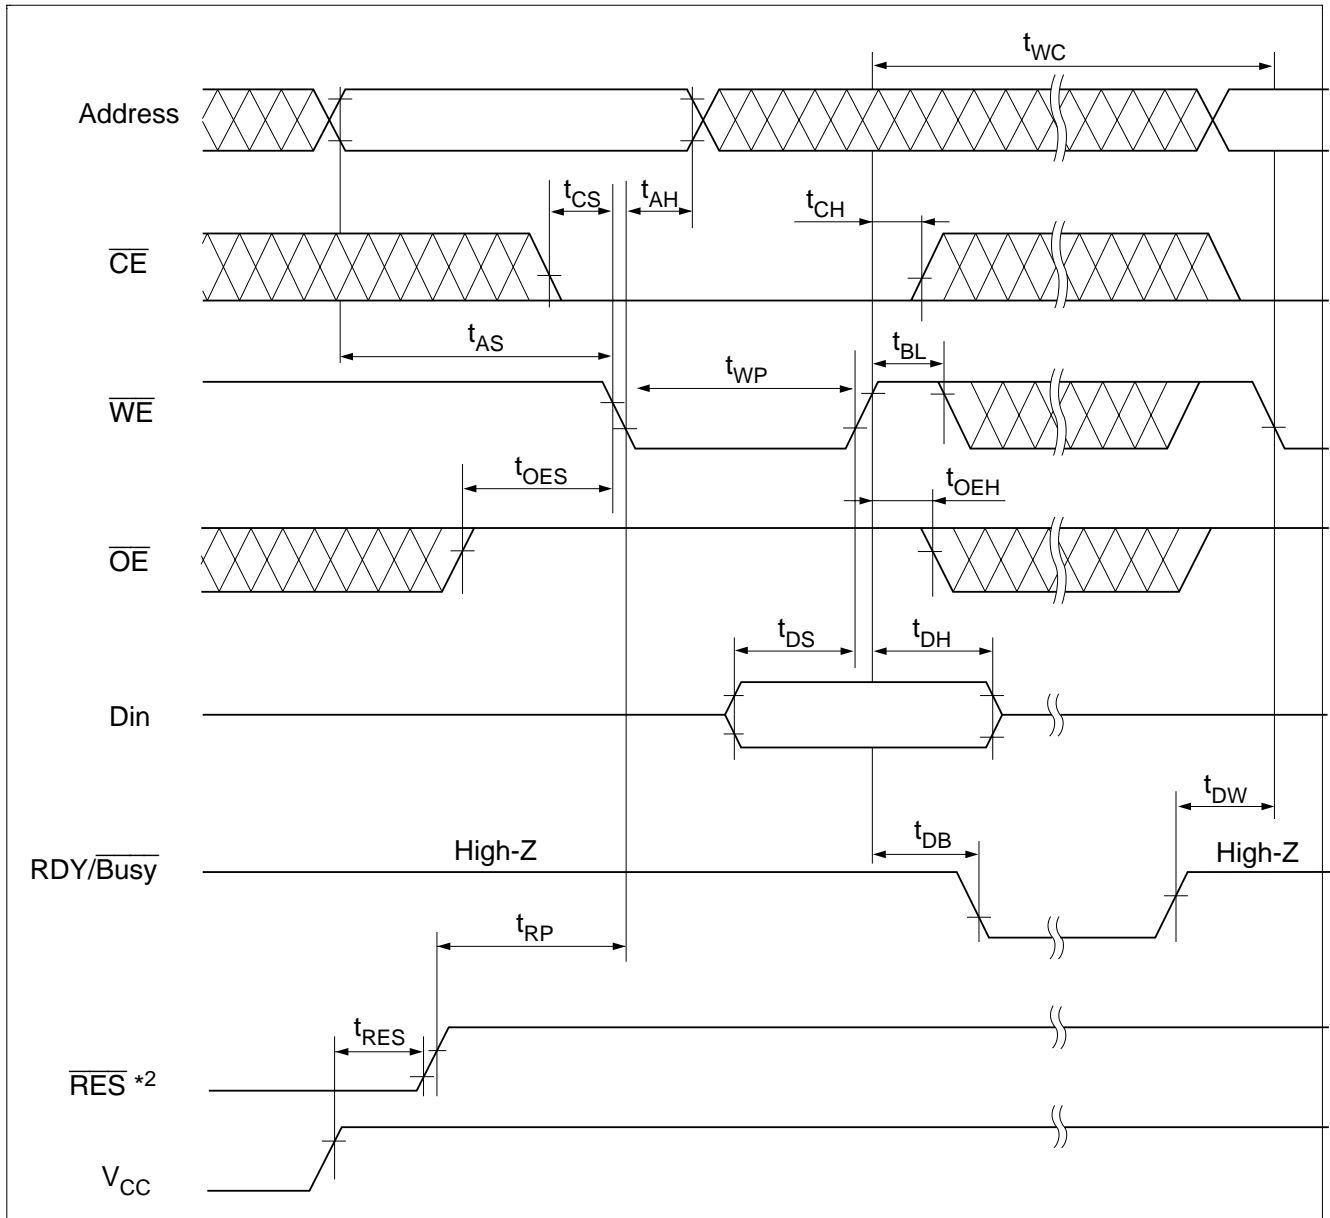 tWC
Address
tCS
tAH
tCH
CE
tAS
tBL
tWP
WE
tOES
tOEH
OE
tDS
tDH
Din
tDW
tDB
High-Z
High-Z
RDY/Busy
tRP
tRES
RES *2
VCC